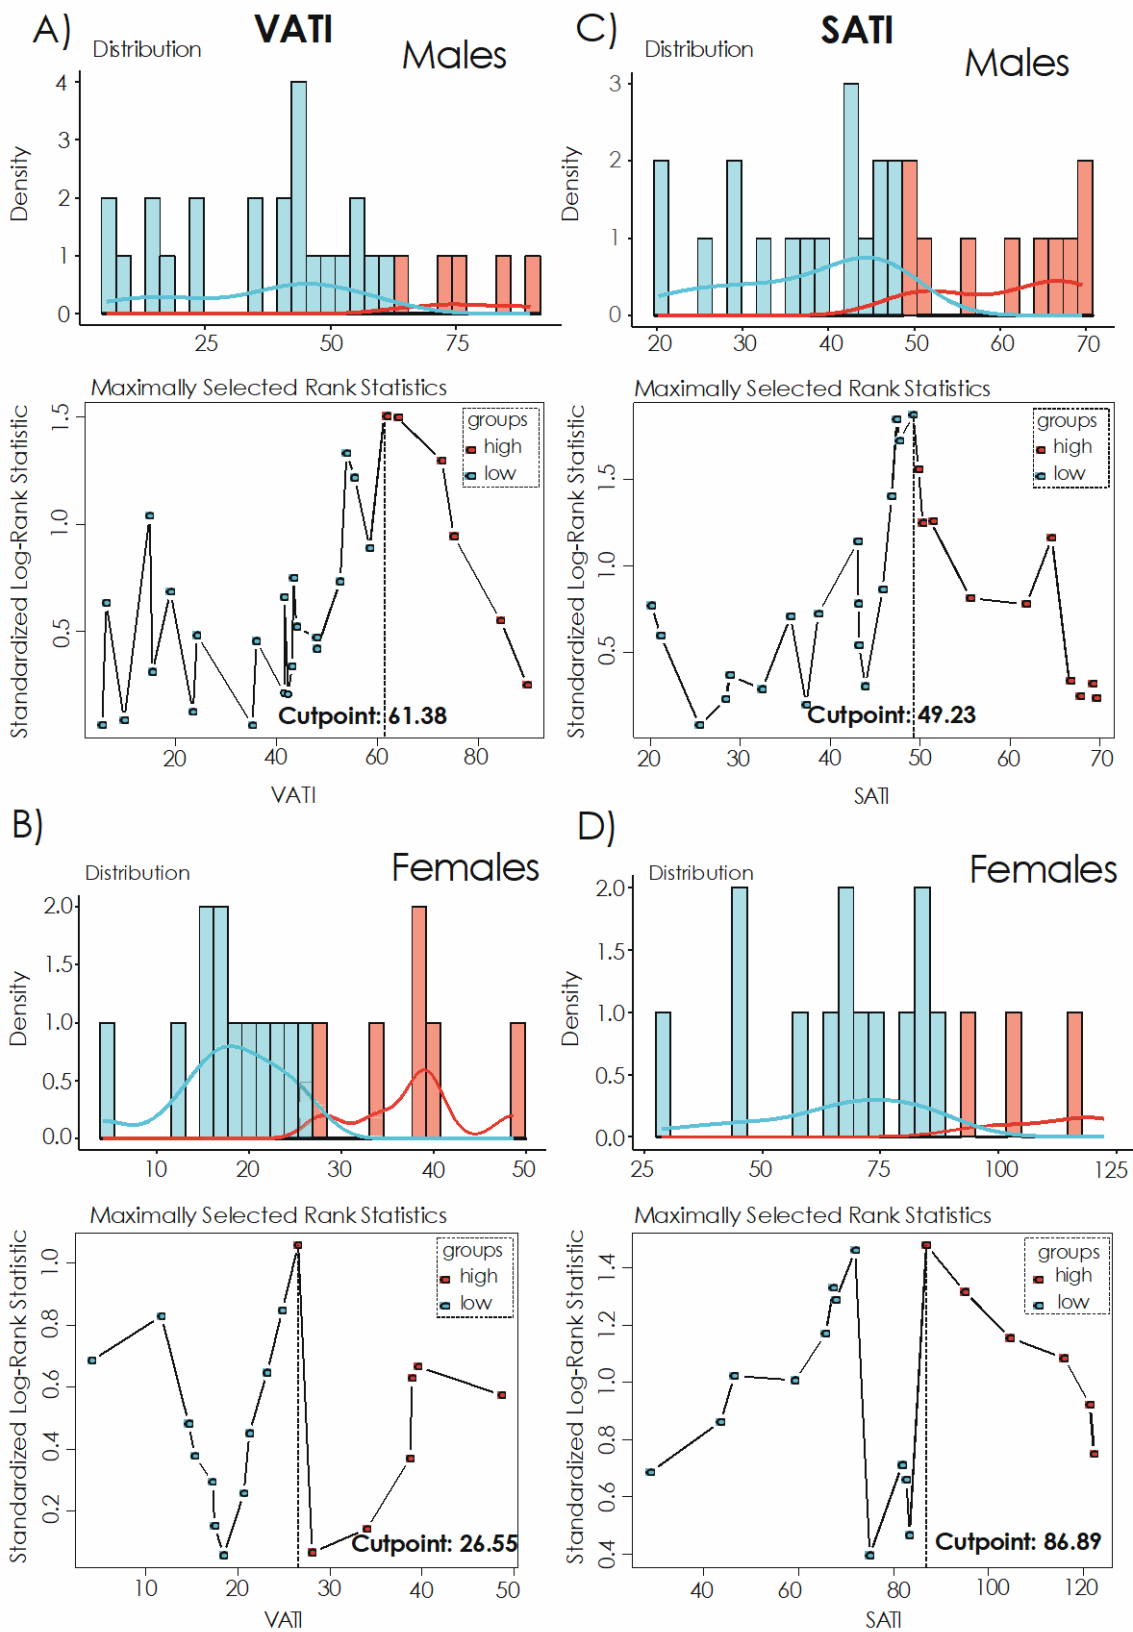 A)
VATI
Distribution
Males
Density
4
3
2
1
0
25
50
75
Maximally Selected Rank Statistics
Standardized Log-Rank Statistic
1.5
1.0
0.5
groups
high
low
Cutpoint: 61.38
20
40
60
80
VATI
C)
SATI
Distribution
Males
Density
3
2
1
0
20
30
40
50
60
70
Maximally Selected Rank Statistics
Standardized Log-Rank Statistic
1.5
1.0
0.5
groups
high
low
Cutpoint: 49.23
20
30
40
50
60
70
SATI
B)
Distribution
Females
Density
2.0
1.5
1.0
0.5
0.0
10
20
30
40
50
Maximally Selected Rank Statistics
Standardized Log-Rank Statistic
1.0
0.8
0.6
0.4
0.2
groups
high
low
Cutpoint: 26.55
10
20
30
40
50
VATI
D)
Distribution
Females
Density
2.0
1.5
1.0
0.5
0.0
25
50
75
100
125
Maximally Selected Rank Statistics
Standardized Log-Rank Statistic
1.4
1.2
1.0
0.8
0.6
0.4
groups
high
low
Cutpoint: 86.89
40
60
80
100
120
SATI